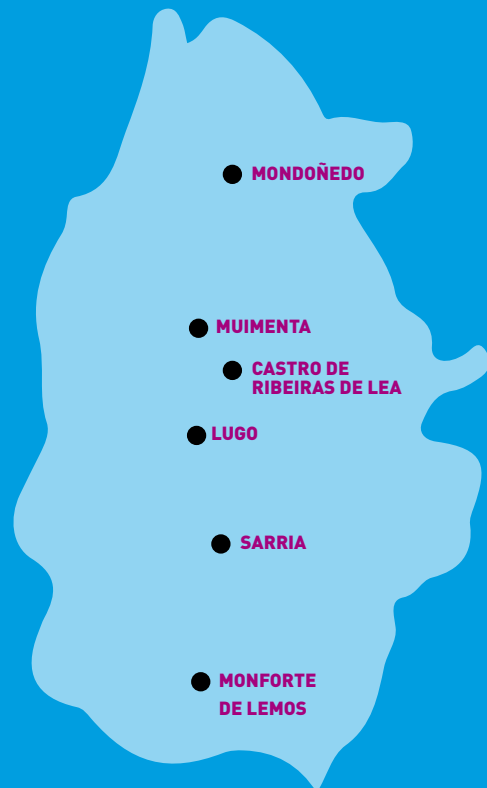 MONDOÑEDO
MUIMENTA
CASTRO DE
RIBEIRAS DE LEA
LUGO
SARRIA
MONFORTE
DE LEMOS